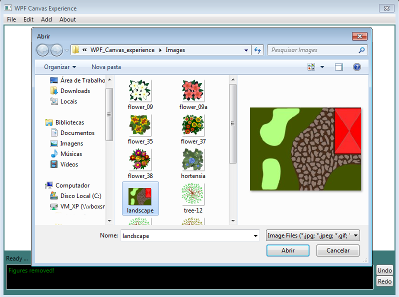 WPF Canvas Experience
File Edit Add About
Abrir
WPF_Canvas_experience Images
Pesquisar Images
Organizar Nova pasta
Área de Trabalho
Downloads
Locais
Bibliotecas
Documentos
Imagens
Músicas
Vídeos
Computador
Disco Local (C:)
VM_XP (\\vboxsr
flower_09
flower_09a
flower_35
flower_37
flower_38
hortensia
landscape
tree-12
Nome: landscape
Image Files (*.jpg; *.jpeg; *.gif;
Abrir Cancelar
Ready ...
Figures removed!
Undo
Redo